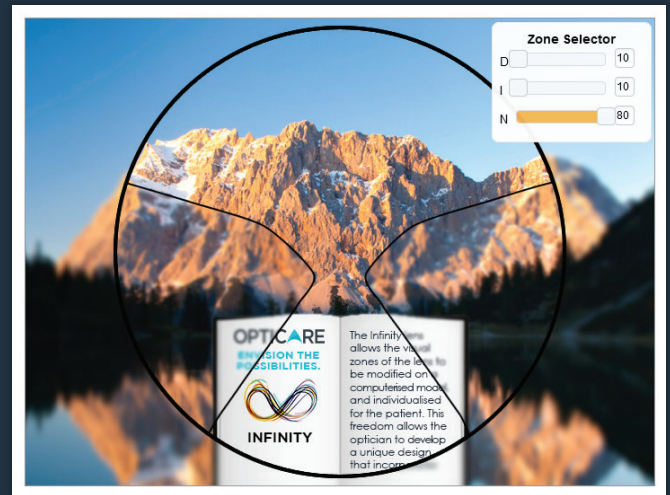 Zone Selector
D 10
I 10
N 80
OPTICARE
ENVISION THE
POSSIBILITIES.
INFINITY
The Infinity lens
allows the visual
zones of the lens to
be modified on a
computerised model
and individualised
for the patient. This
freedom allows the
optician to develop
a unique design
that